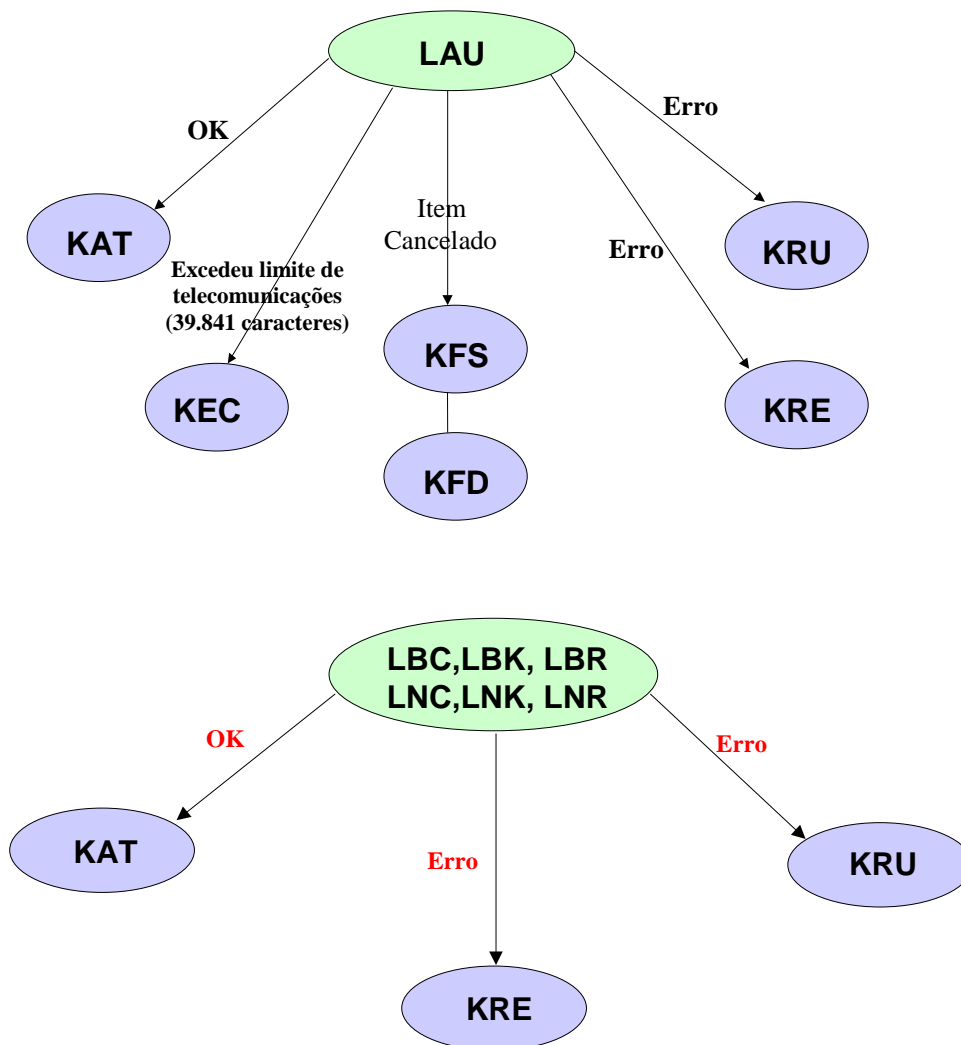 LAU
OK
Erro
KAT
Item
Cancelado
Erro
KRU
Excedeu limite de
telecomunicações
(39.841 caracteres)
KFS
KEC
KRE
KFD
LBC,LBK, LBR
LNC,LNK, LNR
OK
Erro
KAT
Erro
KRU
KRE